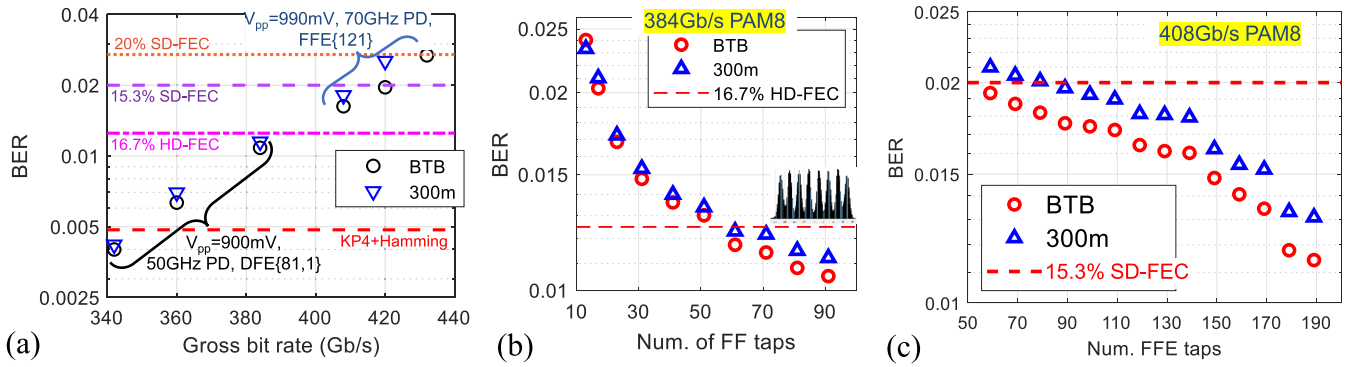 V_pp=990mV, 70GHz PD,
FFE{121}
20% SD-FEC
15.3% SD-FEC
16.7% HD-FEC
KP4+Hamming
BTB
300m
V_pp=900mV,
50GHz PD, DFE{81,1}
0.04
0.02
0.01
0.005
0.0025
BER
340 360 380 400 420 440
Gross bit rate (Gb/s)
(a)
384Gb/s PAM8
BTB
300m
16.7% HD-FEC
0.025
0.02
0.015
0.01
BER
10 30 50 70 90
Num. of FF taps
(b)
408Gb/s PAM8
BTB
300m
15.3% SD-FEC
0.02
0.015
0.01
BER
50 70 90 110 130 150 170 190
Num. FFE taps
(c)